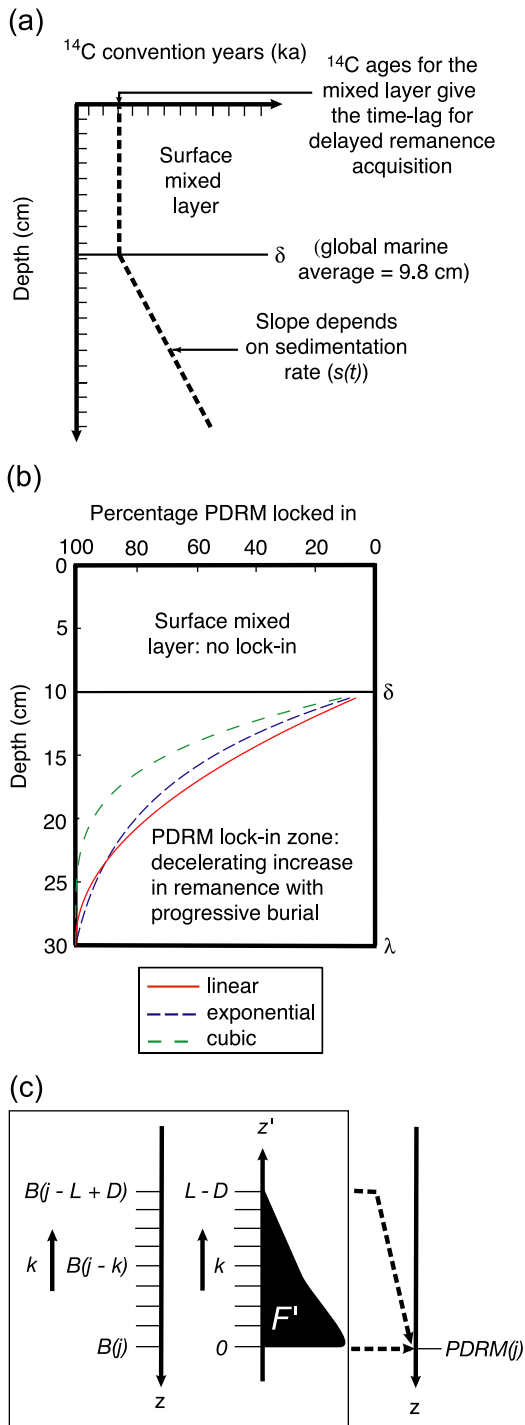 (a)
¹⁴C convention years (ka)
¹⁴C ages for the
mixed layer give
the time-lag for
delayed remanence
acquisition
Surface
mixed
layer
Depth (cm)
δ
(global marine
average = 9.8 cm)
Slope depends
on sedimentation
rate (s(t))
(b)
Percentage PDRM locked in
100 80 60 40 20 0
0
5
10
15
20
25
30
Depth (cm)
Surface mixed
layer: no lock-in
δ
PDRM lock-in zone:
decelerating increase
in remanence with
progressive burial
λ
linear
exponential
cubic
(c)
z'
B(j - L + D)
L - D
k
B(j - k)
k
B(j)
0
F'
PDRM(j)
z
z